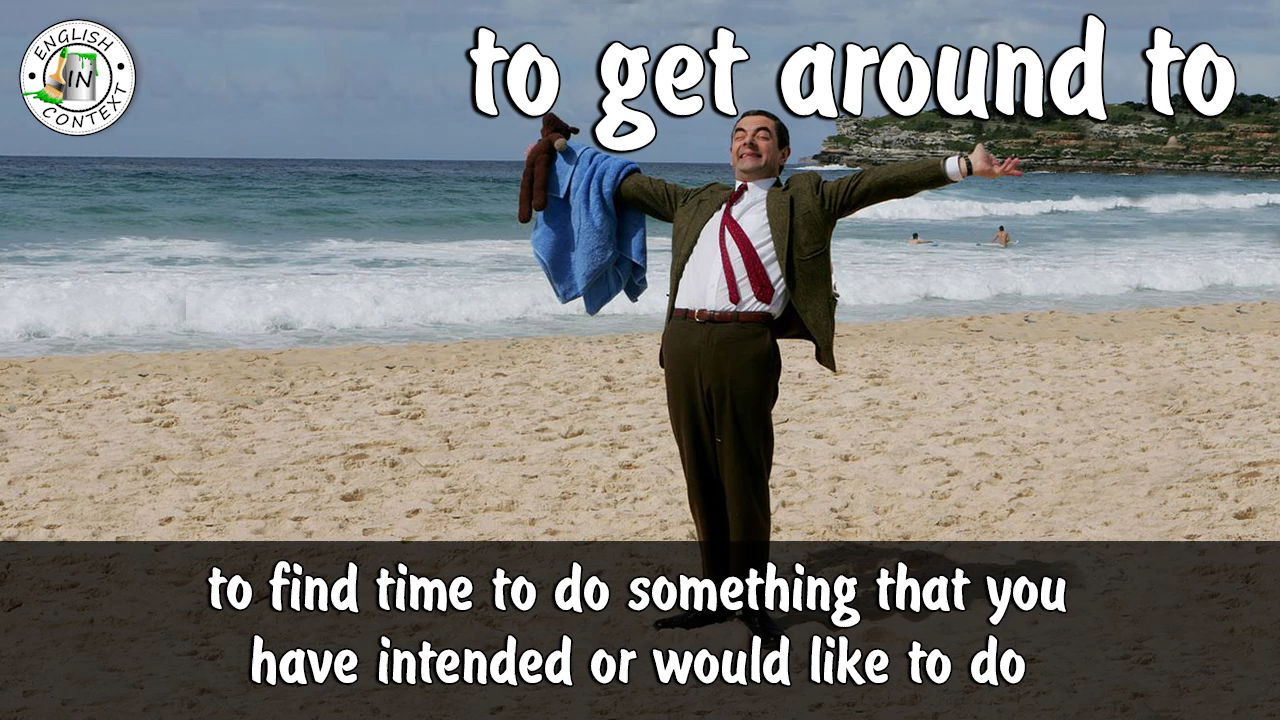 ENGLISH
IN
CONTEXT
to get around to
to find time to do something that you
have intended or would like to do